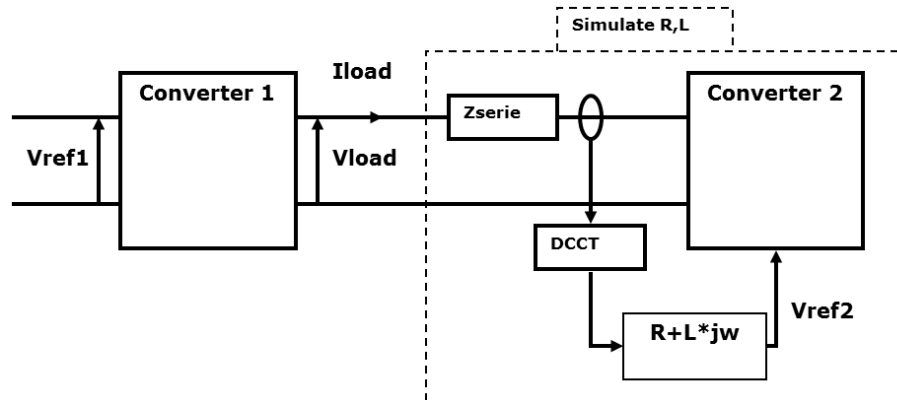 Simulate R,L
Iload
Converter 1
Converter 2
Zserie
Vref1
Vload
DCCT
Vref2
R+L*jw